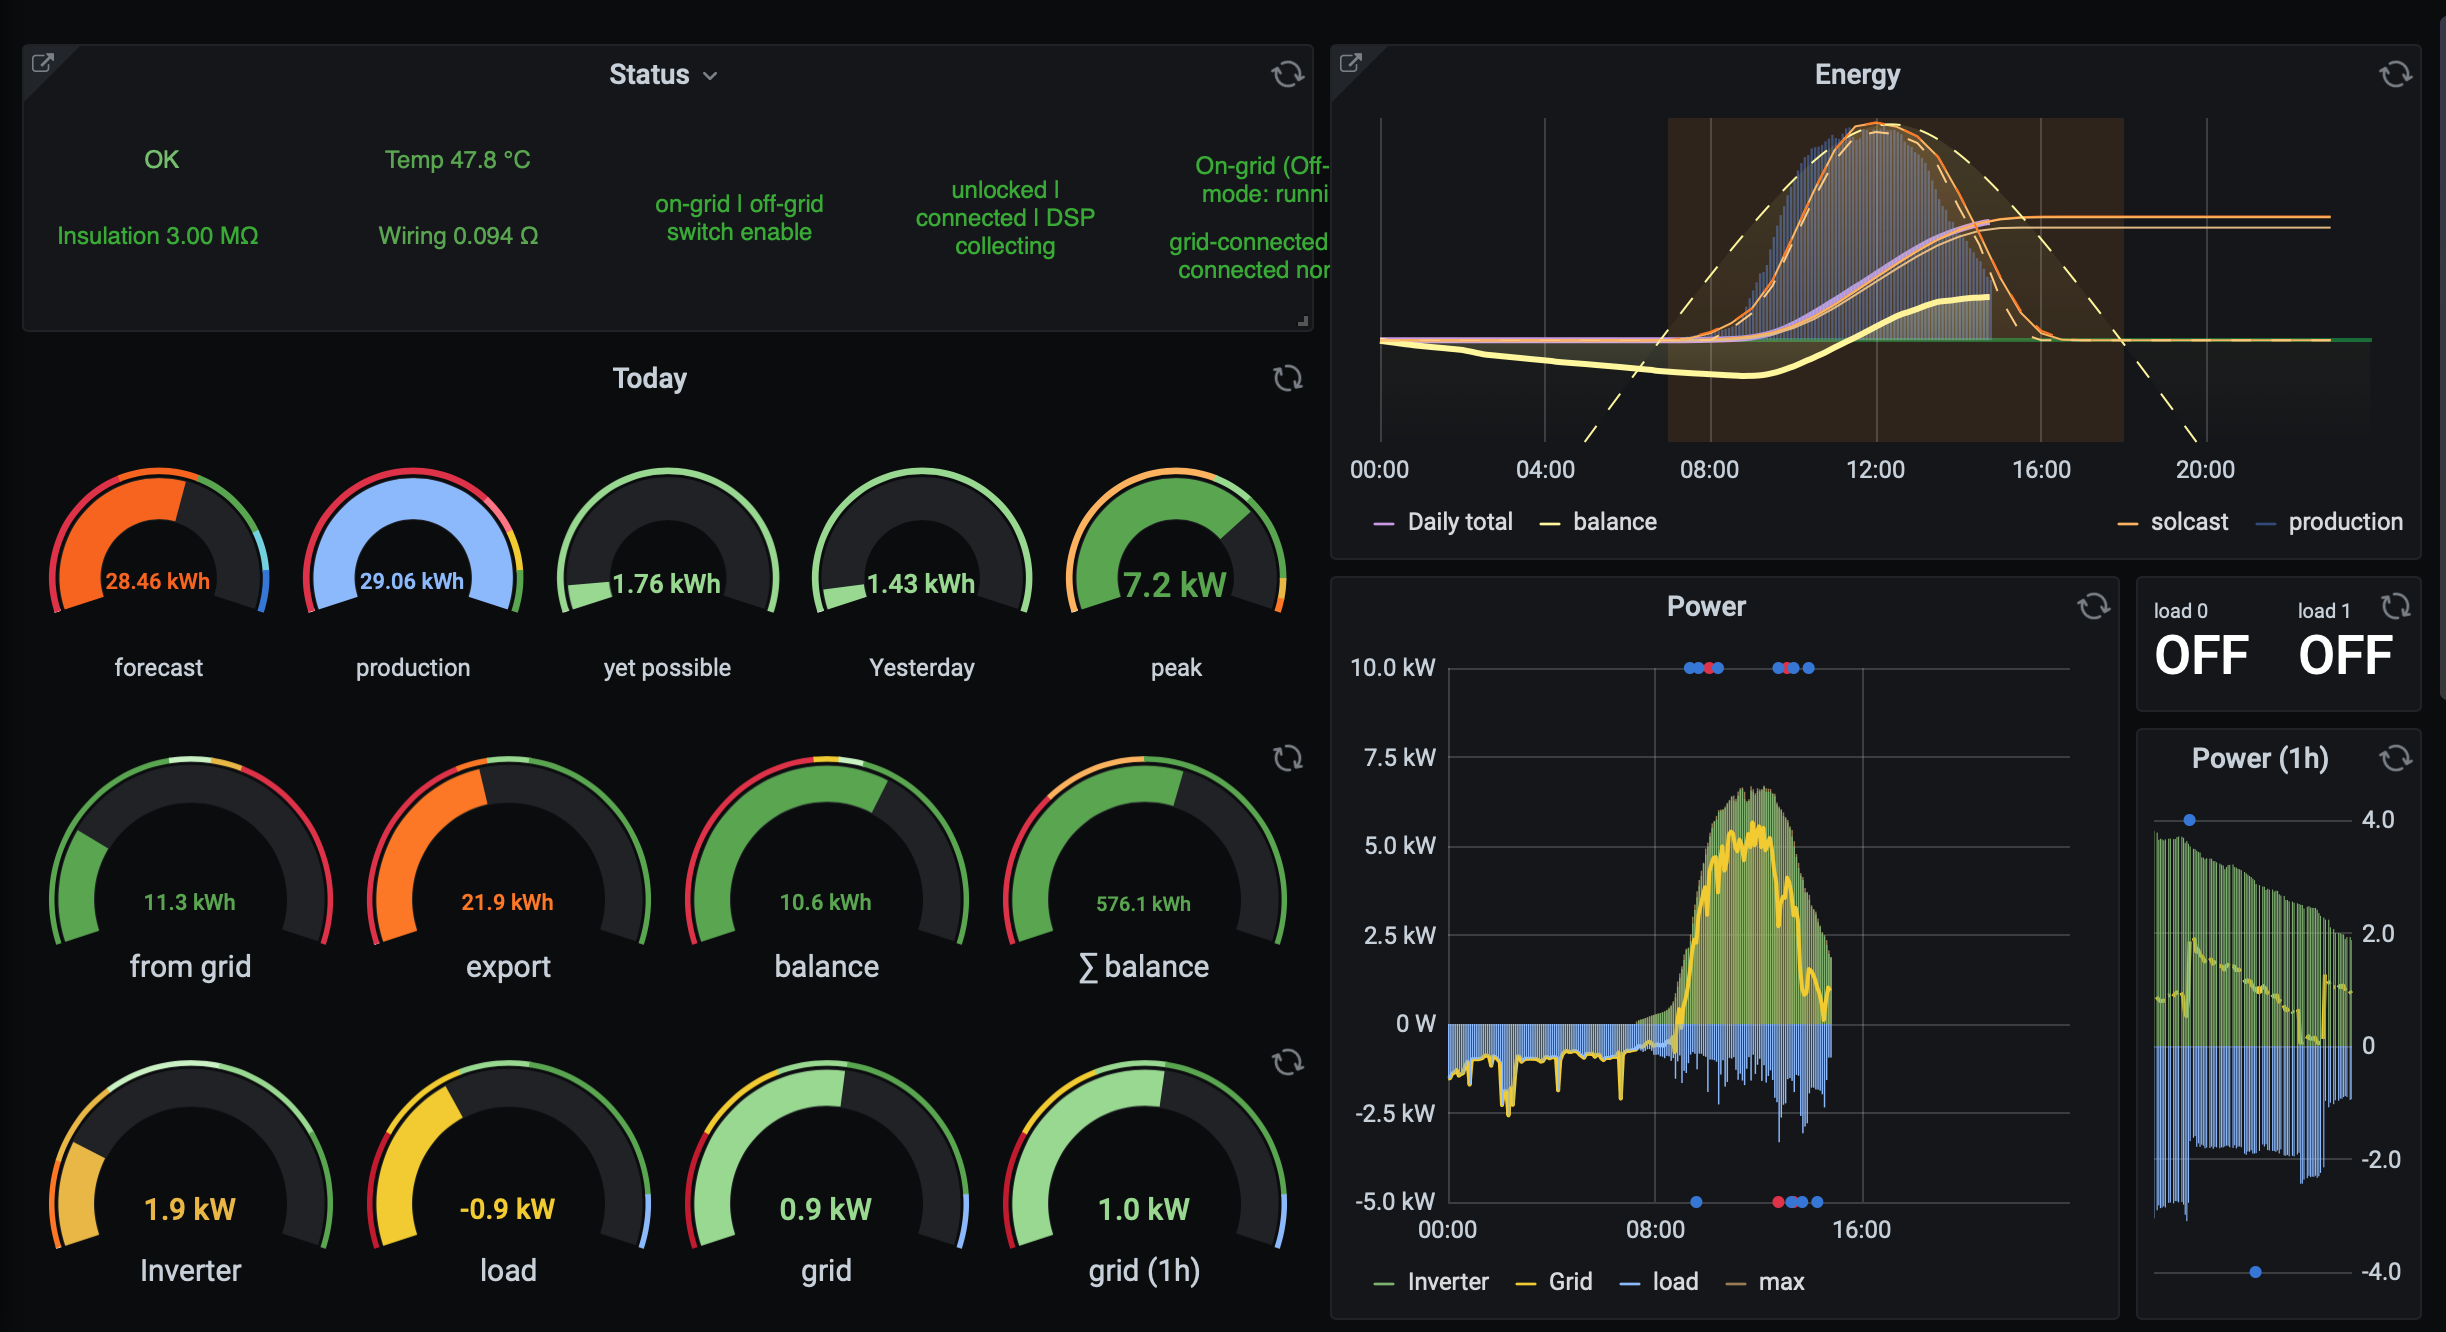 Status
OK
Temp 47.8 °C
Insulation 3.00 MΩ
Wiring 0.094 Ω
on-grid | off-grid
switch enable
unlocked |
connected | DSP
collecting
On-grid (Off-
mode: runni
grid-connected
connected nor
Energy
00:00 04:00 08:00 12:00 16:00 20:00
Daily total balance solcast production
Today
28.46 kWh 29.06 kWh 1.76 kWh 1.43 kWh 7.2 kW
forecast production yet possible Yesterday peak
11.3 kWh 21.9 kWh 10.6 kWh 576.1 kWh
from grid export balance ∑ balance
1.9 kW -0.9 kW 0.9 kW 1.0 kW
Inverter load grid grid (1h)
Power
10.0 kW
7.5 kW
5.0 kW
2.5 kW
0 W
-2.5 kW
-5.0 kW
00:00 08:00 16:00
Inverter Grid load max
load 0 load 1
OFF OFF
Power (1h)
4.0
2.0
0
-2.0
-4.0